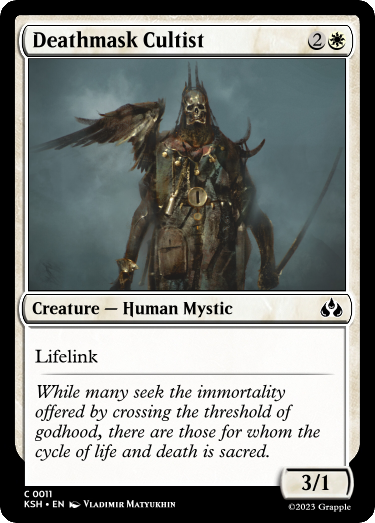 Deathmask Cultist 2
Creature — Human Mystic
Lifelink
While many seek the immortality
offered by crossing the threshold of
godhood, there are those for whom the
cycle of life and death is sacred.
3/1
C 0011
KSH • EN Vladimir Matyukhin
©2023 Grapple